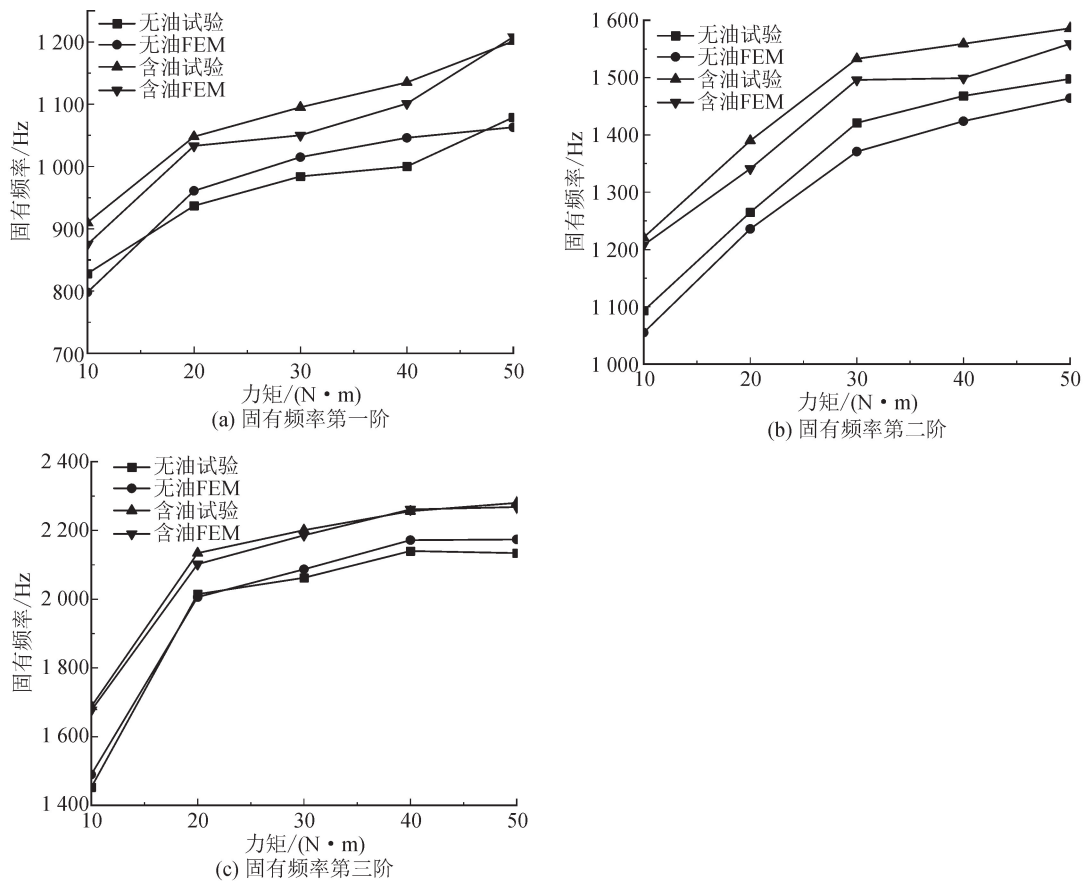 无油试验
无油FEM
含油试验
含油FEM
1 200
1 100
1 000
900
800
700
固有频率/Hz
10 20 30 40 50
力矩/(N·m)
(a) 固有频率第一阶
1 600
1 500
1 400
1 300
1 200
1 100
1 000
无油试验
无油FEM
含油试验
含油FEM
固有频率/Hz
10 20 30 40 50
力矩/(N·m)
(b) 固有频率第二阶
2 400
2 200
2 000
1 800
1 600
1 400
无油试验
无油FEM
含油试验
含油FEM
固有频率/Hz
10 20 30 40 50
力矩/(N·m)
(c) 固有频率第三阶